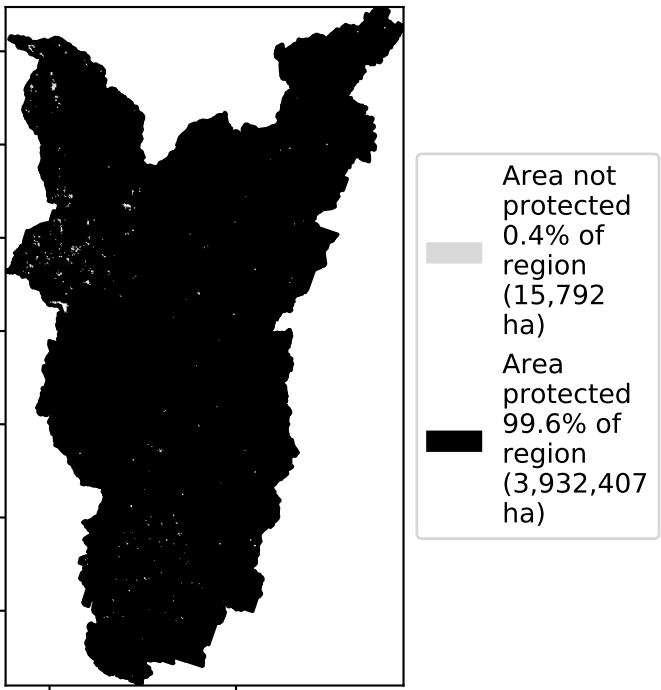 Area not
protected
0.4% of
region
(15,792
ha)
Area
protected
99.6% of
region
(3,932,407
ha)